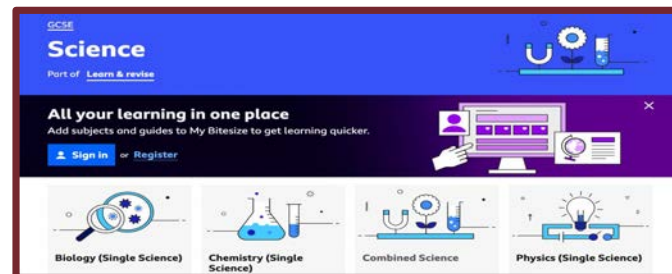 GCSE
Science
Part of Learn & revise
All your learning in one place
Add subjects and guides to My Bitesize to get learning quicker.
Sign in or Register
Biology (Single Science)
Chemistry (Single
Science)
Combined Science
Physics (Single Science)